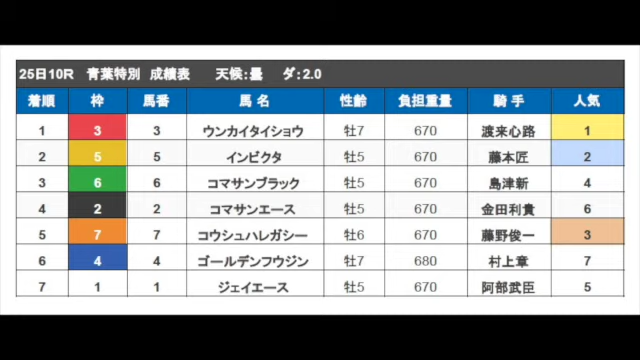 25日10R 青葉特別 成績表 天候:曇 ダ:2.0
着順 枠 馬番 馬名 性齢 負担重量 騎手 人気
1 3 3 ウンカイタイショウ 牡7 670 渡来心路 1
2 5 5 インビクタ 牡5 670 藤本匠 2
3 6 6 コマサンブラック 牡5 670 島津新 4
4 2 2 コマサンエース 牡5 670 金田利貴 6
5 7 7 コウシュハレガシー 牡6 670 藤野俊一 3
6 4 4 ゴールデンフウジン 牡7 680 村上章 7
7 1 1 ジェイエース 牡5 670 阿部武臣 5